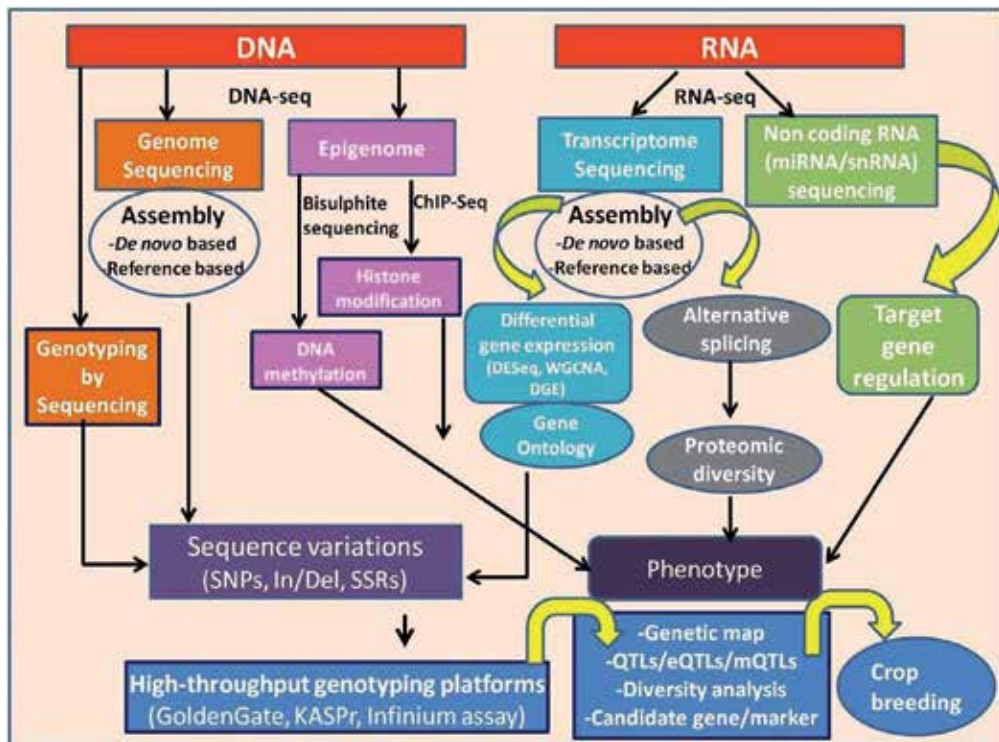 DNA
RNA
DNA-seq
RNA-seq
Genome
Sequencing
Epigenome
Transcriptome
Sequencing
Non coding RNA
(miRNA/snRNA)
sequencing
Assembly
-De novo based
-Reference based
Bisulphite
sequencing
ChIP-Seq
Assembly
-De novo based
-Reference based
Histone
modification
Genotyping
by
Sequencing
DNA
methylation
Differential
gene expression
(DESeq, WGCNA,
DGE)
Gene
Ontology
Alternative
splicing
Target
gene
regulation
Proteomic
diversity
Sequence variations
(SNPs, In/Del, SSRs)
Phenotype
High-throughput genotyping platforms
(GoldenGate, KASPr, Infinium assay)
-Genetic map
-QTLs/eQTLs/mQTLs
-Diversity analysis
-Candidate gene/marker
Crop
breeding